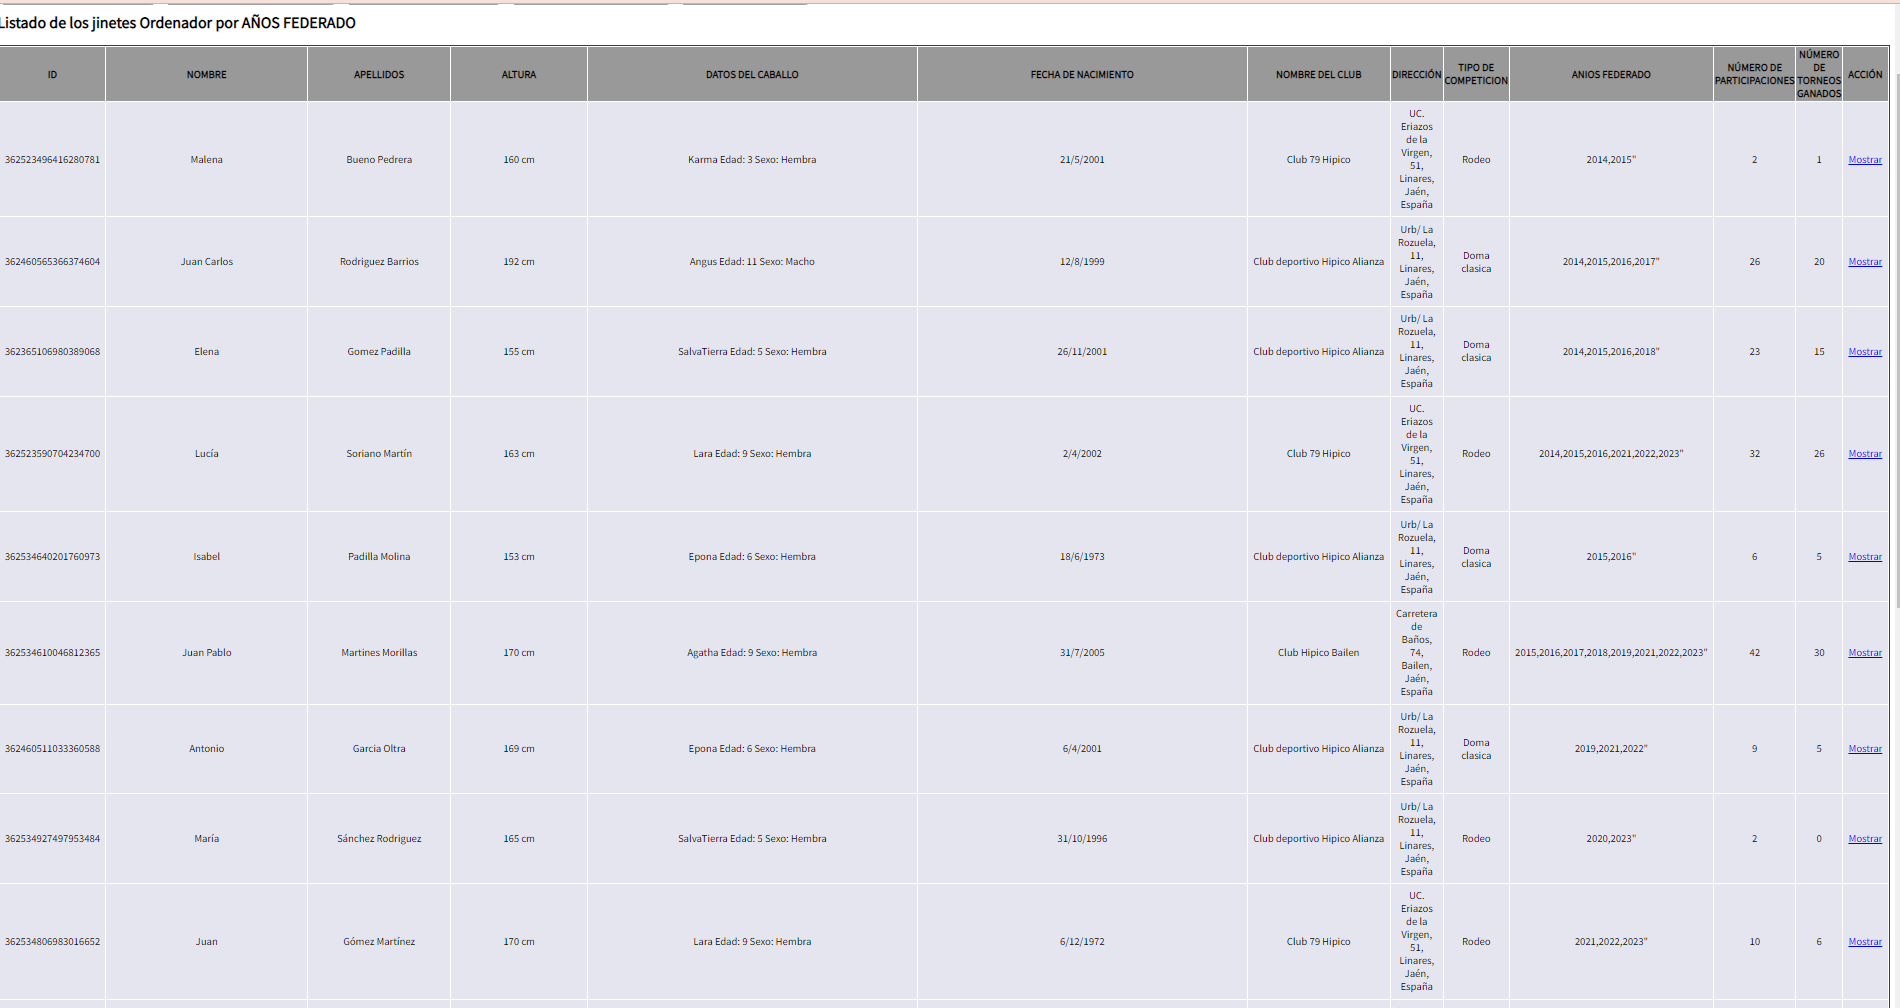 Listado de los jinetes Ordenador por AÑOS FEDERADO
ID NOMBRE APELLIDOS ALTURA DATOS DEL CABALLO FECHA DE NACIMIENTO NOMBRE DEL CLUB DIRECCIÓN TIPO DE COMPETICION ANIOS FEDERADO NÚMERO DE PARTICIPACIONES NÚMERO DE TORNEOS GANADOS ACCIÓN
362523496416280781 Malena Bueno Pedrera 160 cm Karma Edad: 3 Sexo: Hembra 21/5/2001 Club 79 Hipico UC. Eriazos de la Virgen, 51, Linares, Jaén, España Rodeo 2014,2015" 2 1 Mostrar
362460565366374604 Juan Carlos Rodriguez Barrios 192 cm Angus Edad: 11 Sexo: Macho 12/8/1999 Club deportivo Hipico Alianza Urb/ La Rozuela, 11, Linares, Jaén, España Doma clasica 2014,2015,2016,2017" 26 20 Mostrar
362365106980389068 Elena Gomez Padilla 155 cm SalvaTierra Edad: 5 Sexo: Hembra 26/11/2001 Club deportivo Hipico Alianza Urb/ La Rozuela, 11, Linares, Jaén, España Doma clasica 2014,2015,2016,2018" 23 15 Mostrar
362523590704234700 Lucía Soriano Martín 163 cm Lara Edad: 9 Sexo: Hembra 2/4/2002 Club 79 Hipico UC. Eriazos de la Virgen, 51, Linares, Jaén, España Rodeo 2014,2015,2016,2021,2022,2023" 32 26 Mostrar
362534640201760973 Isabel Padilla Molina 153 cm Epona Edad: 6 Sexo: Hembra 18/6/1973 Club deportivo Hipico Alianza Urb/ La Rozuela, 11, Linares, Jaén, España Doma clasica 2015,2016" 6 5 Mostrar
362534610046812365 Juan Pablo Martines Morillas 170 cm Agatha Edad: 9 Sexo: Hembra 31/7/2005 Club Hipico Bailen Carretera de Baños, 74, Bailen, Jaén, España Rodeo 2015,2016,2017,2018,2019,2021,2022,2023" 42 30 Mostrar
362460511033360588 Antonio Garcia Oltra 169 cm Epona Edad: 6 Sexo: Hembra 6/4/2001 Club deportivo Hipico Alianza Urb/ La Rozuela, 11, Linares, Jaén, España Doma clasica 2019,2021,2022" 9 5 Mostrar
362534927497953484 María Sánchez Rodriguez 165 cm SalvaTierra Edad: 5 Sexo: Hembra 31/10/1996 Club deportivo Hipico Alianza Urb/ La Rozuela, 11, Linares, Jaén, España Rodeo 2020,2023" 2 0 Mostrar
362534806983016652 Juan Gómez Martínez 170 cm Lara Edad: 9 Sexo: Hembra 6/12/1972 Club 79 Hipico UC. Eriazos de la Virgen, 51, Linares, Jaén, España Rodeo 2021,2022,2023" 10 6 Mostrar